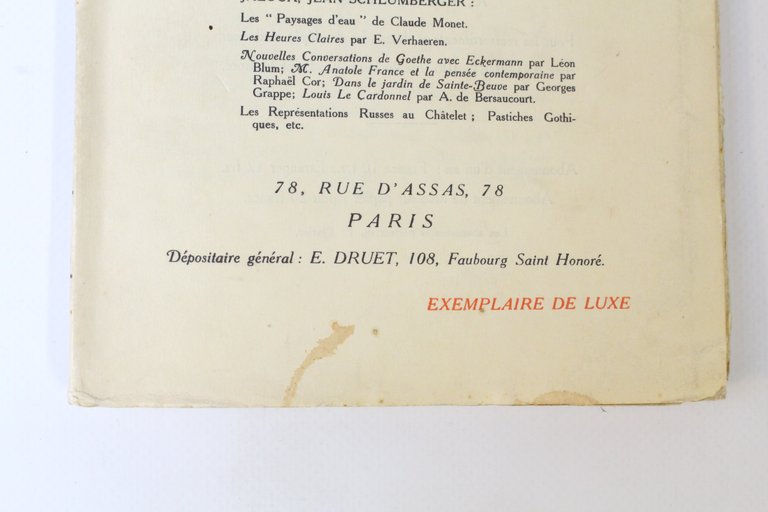 JEAN SCHLUMBERGER :
Les “ Paysages d'eau ” de Claude Monet.
Les Heures Claires par E. Verhaeren.
Nouvelles Conversations de Goethe avec Eckermann par Léon
Blum; M. Anatole France et la pensée contemporaine par
Raphaël Cor; Dans le jardin de Sainte-Beuve par Georges
Grappe; Louis Le Cardonnel par A. de Bersaucourt.
Les Représentations Russes au Châtelet ; Pastiches Gothi-
ques, etc.
78, RUE D'ASSAS, 78
PARIS
Dépositaire général : E. DRUET, 108, Faubourg Saint Honoré.
EXEMPLAIRE DE LUXE